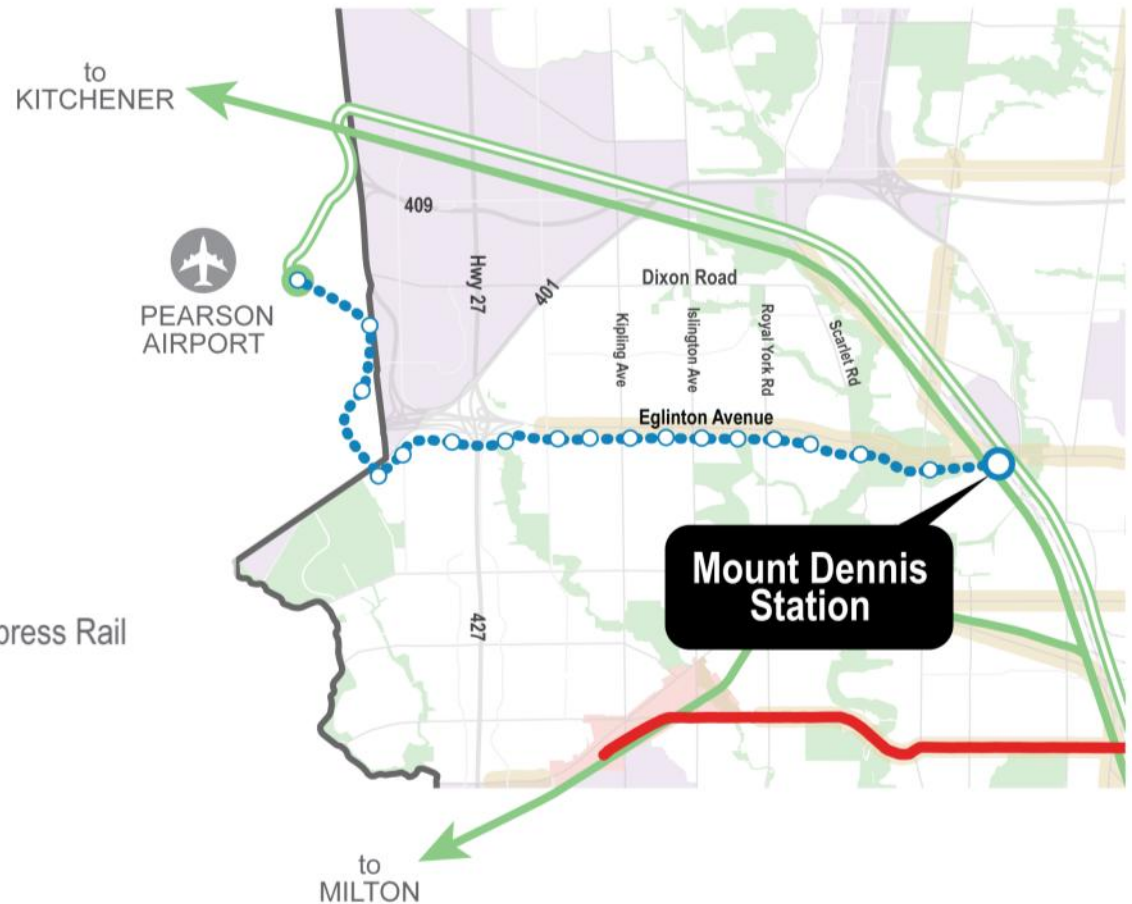 to
KITCHENER
409
PEARSON
AIRPORT
Hwy 27
401
Dixon Road
Kipling Ave
Islington Ave
Royal York Rd
Scarlet Rd
Eglinton Avenue
Mount Dennis
Station
press Rail
427
to
MILTON